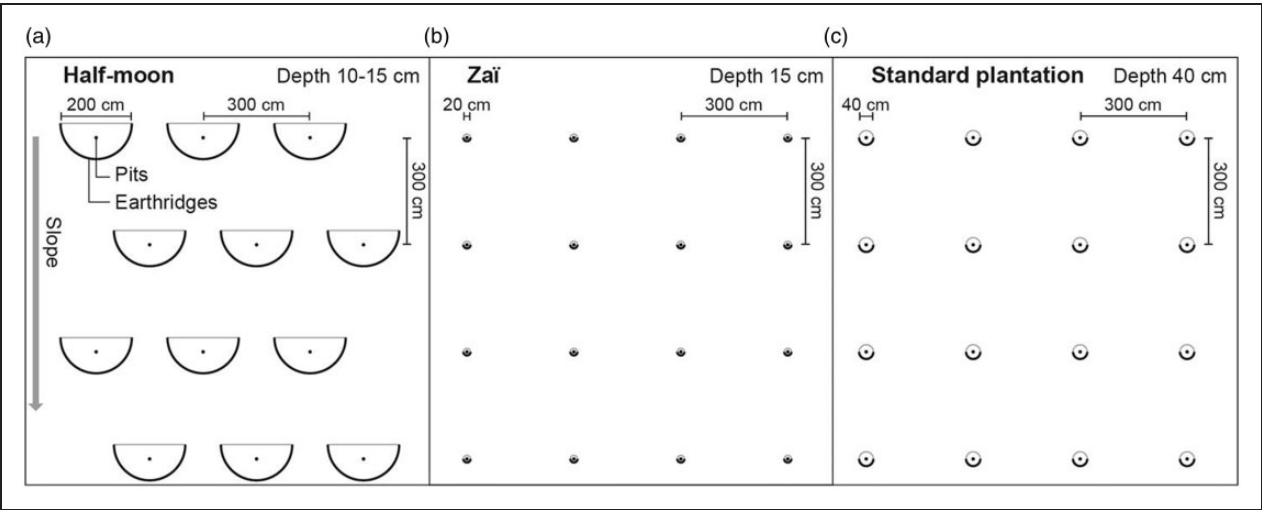 (a)
Half-moon
Depth 10-15 cm
200 cm
300 cm
Pits
Earthridges
300 cm
Slope
(b)
Zaï
Depth 15 cm
20 cm
300 cm
300 cm
(c)
Standard plantation
Depth 40 cm
40 cm
300 cm
300 cm